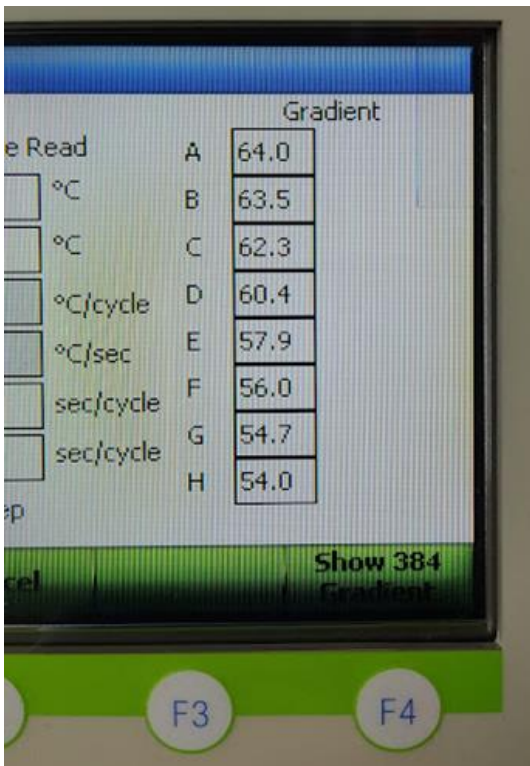 Gradient
e Read
A 64.0
°C
B 63.5
°C
C 62.3
°C/cycle
D 60.4
°C/sec
E 57.9
sec/cycle
F 56.0
sec/cycle
G 54.7
H 54.0
ep
cel
Show 384
Gradient
F3
F4